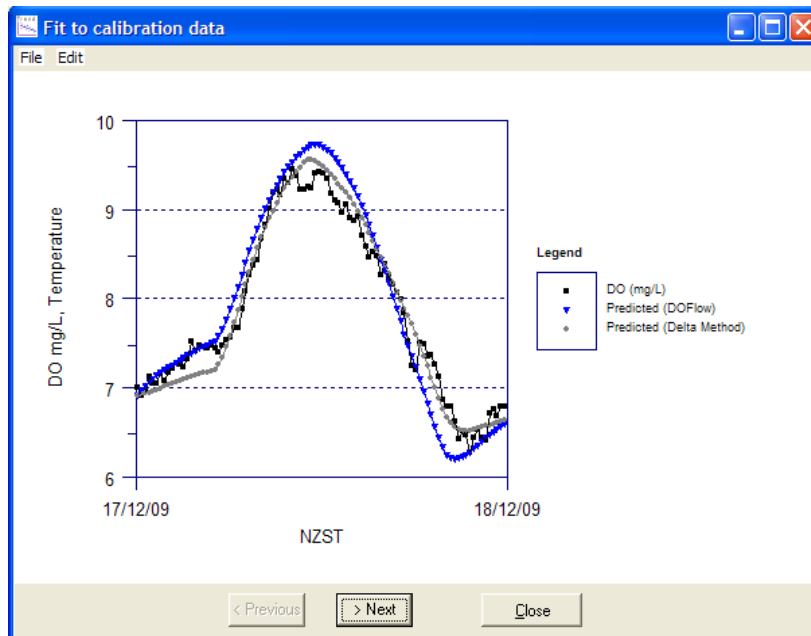 Fit to calibration data
File Edit
10
9
8
7
6
DO mg/L, Temperature
17/12/09 18/12/09
NZST
Legend
DO (mg/L)
Predicted (DOFlow)
Predicted (Delta Method)
< Previous > Next Close